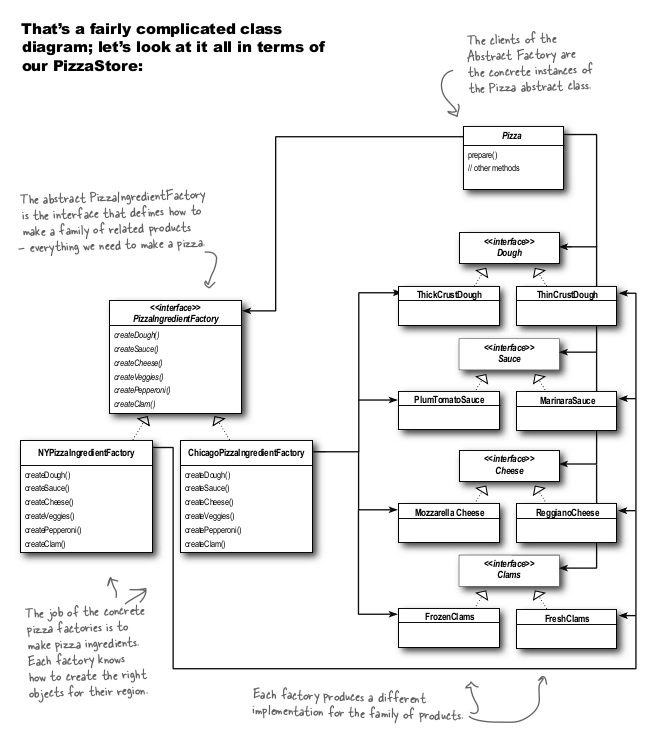 That's a fairly complicated class
diagram; let's look at it all in terms of
our PizzaStore:
The clients of the
Abstract Factory are
the concrete instances of
the Pizza abstract class.
Pizza
prepare()
// other methods
The abstract PizzaIngredientFactory
is the interface that defines how to
make a family of related products
– everything we need to make a pizza.
<<interface>>
Dough
ThickCrustDough
ThinCrustDough
<<interface>>
PizzaIngredientFactory
createDough()
createSauce()
createCheese()
createVeggies()
createPepperoni()
createClam()
<<interface>>
Sauce
PlumTomatoSauce
MarinaraSauce
NYPizzaIngredientFactory
createDough()
createSauce()
createCheese()
createVeggies()
createPepperoni()
createClam()
ChicagoPizzaIngredientFactory
createDough()
createSauce()
createCheese()
createVeggies()
createPepperoni()
createClam()
<<interface>>
Cheese
Mozzarella Cheese
ReggianoCheese
<<interface>>
Clams
FrozenClams
FreshClams
The job of the concrete
pizza factories is to
make pizza ingredients.
Each factory knows
how to create the right
objects for their region.
Each factory produces a different
implementation for the family of products.